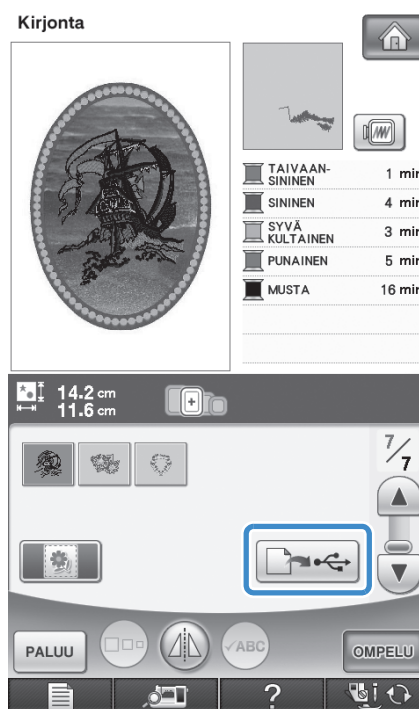 Kirjonta
TAIVAAN-
SININEN 1 min
SININEN 4 min
SYVÄ
KULTAINEN 3 min
PUNAINEN 5 min
MUSTA 16 min
14.2 cm
11.6 cm
7/7
PALUU
ABC
OMPELU
?